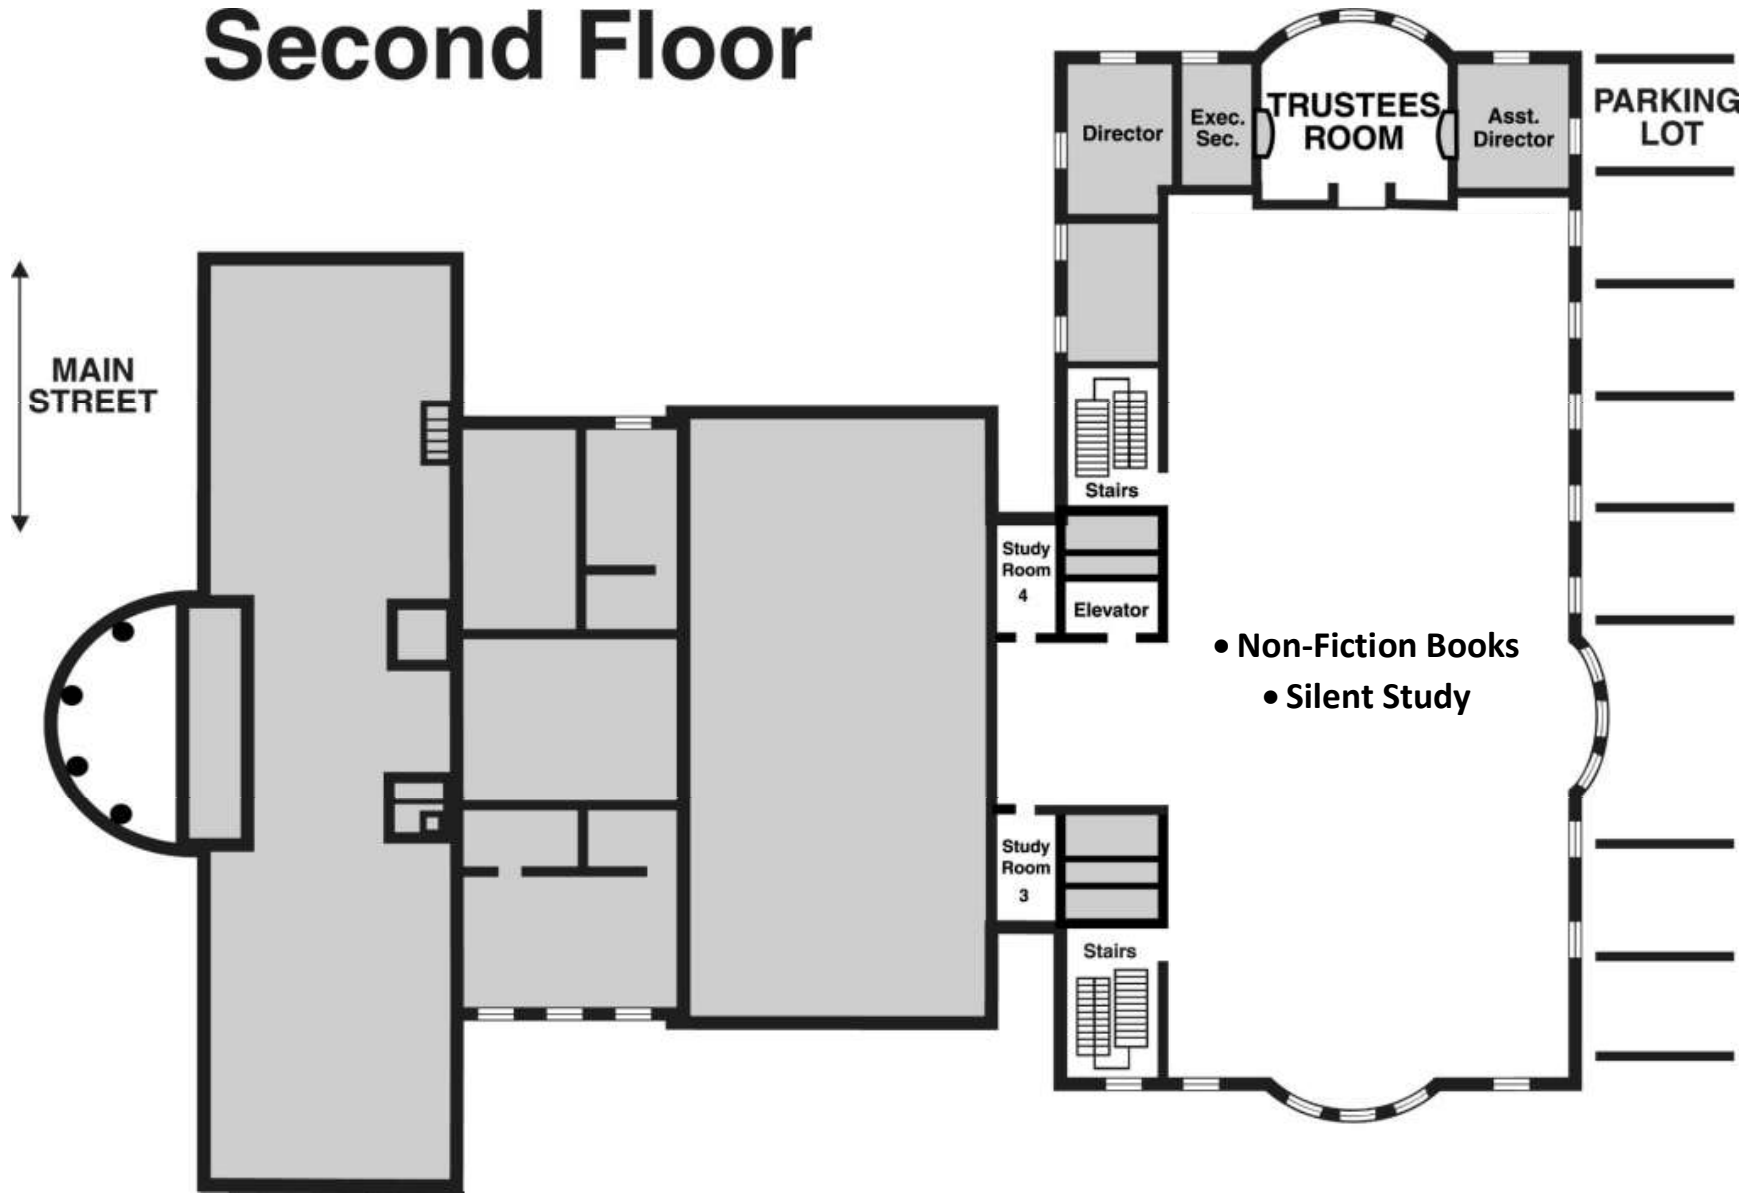 Second Floor
TRUSTEES
ROOM
PARKING
LOT
Director
Exec.
Sec.
Asst.
Director
MAIN
STREET
Stairs
Study
Room
4
Elevator
• Non-Fiction Books
• Silent Study
Study
Room
3
Stairs